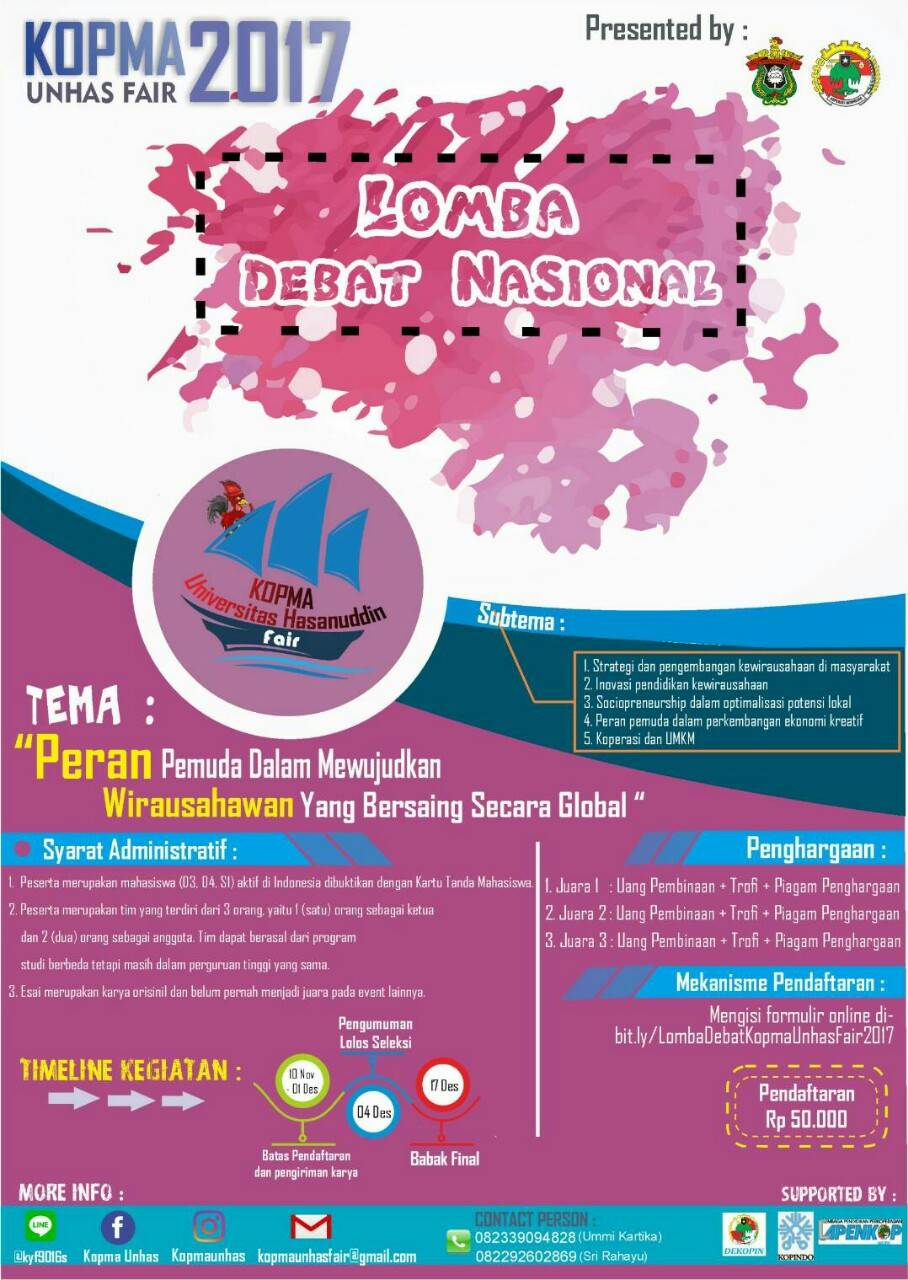 KOPMA 2017
UNHAS FAIR
Presented by :
LOMBA
DEBAT NASIONAL
KOPMA
Universitas Hasanuddin
Fair
Subtema :
1. Strategi dan pengembangan kewirausahaan di masyarakat
2. Inovasi pendidikan kewirausahaan
3. Sociopreneurship dalam optimalisasi potensi lokal
4. Peran pemuda dalam perkembangan ekonomi kreatif
5. Koperasi dan UMKM
TEMA :
“Peran Pemuda Dalam Mewujudkan
Wirausahawan Yang Bersaing Secara Global “
Syarat Administratif :
1. Peserta merupakan mahasiswa (D3, D4, S1) aktif di Indonesia dibuktikan dengan Kartu Tanda Mahasiswa.
2. Peserta merupakan tim yang terdiri dari 3 orang, yaitu 1 (satu) orang sebagai ketua
dan 2 (dua) orang sebagai anggota. Tim dapat berasal dari program
studi berbeda tetapi masih dalam perguruan tinggi yang sama.
3. Esai merupakan karya orisinil dan belum pernah menjadi juara pada event lainnya.
Penghargaan :
1. Juara 1 : Uang Pembinaan + Trofi + Piagam Penghargaan
2. Juara 2 : Uang Pembinaan + Trofi + Piagam Penghargaan
3. Juara 3 : Uang Pembinaan + Trofi + Piagam Penghargaan
Mekanisme Pendaftaran :
Mengisi formulir online di-
bit.ly/LombaDebatKopmaUnhasFair2017
Pendaftaran
Rp 50.000
TIMELINE KEGIATAN :
10 Nov
- 01 Des
Batas Pendaftaran
dan pengiriman karya
Pengumuman
Lolos Seleksi
04 Des
17 Des
Babak Final
MORE INFO :
LINE
@kyf9016s
Kopma Unhas
Kopmaunhas
kopmaunhasfair@gmail.com
CONTACT PERSON :
082339094828 (Ummi Kartika)
082292602869 (Sri Rahayu)
SUPPORTED BY :
DEKOPIN
KOPINDO
LAPENKOP